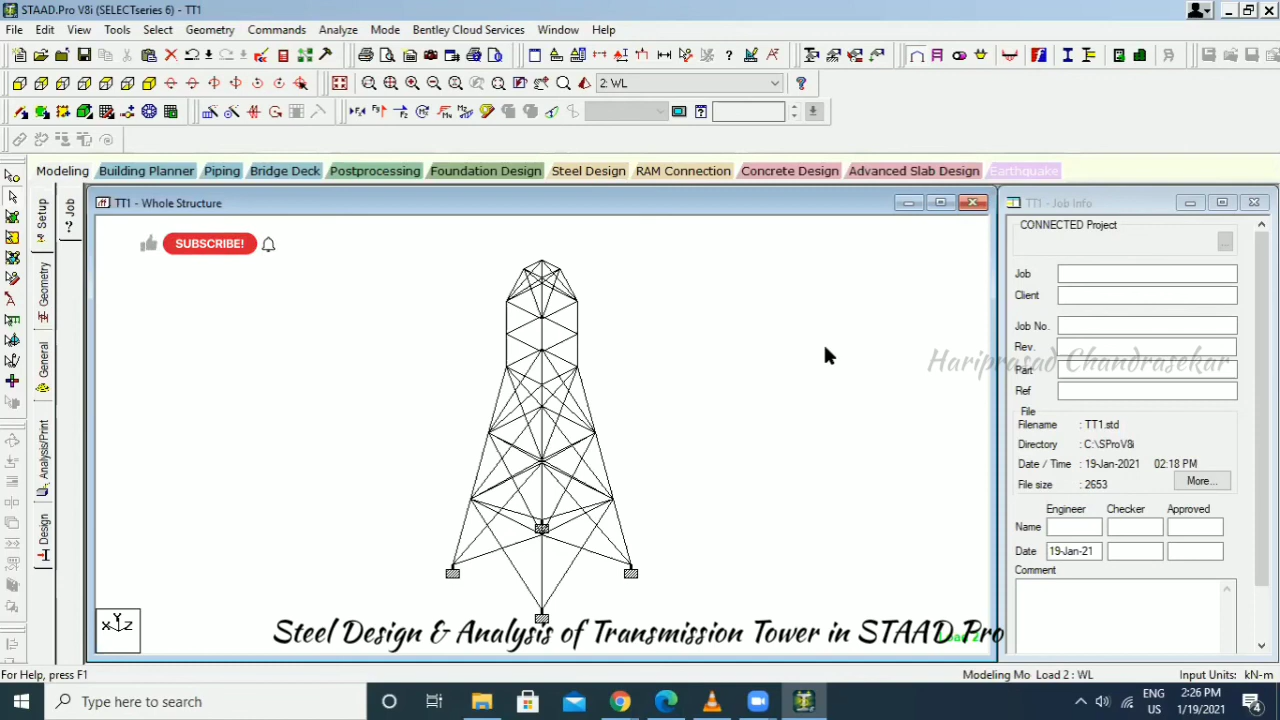 STAAD.Pro V8i (SELECTseries 6) - TT1
File Edit View Tools Select Geometry Commands Analyze Mode Bentley Cloud Services Window Help
2: WL
Modeling Building Planner Piping Bridge Deck Postprocessing Foundation Design Steel Design RAM Connection Concrete Design Advanced Slab Design Earthquake
Setup
Geometry
General
Analysis/Print
Design
Job
TT1 - Whole Structure
SUBSCRIBE!
Y
X Z
Load 2
Steel Design & Analysis of Transmission Tower in STAAD Pro
TT1 - Job Info
CONNECTED Project
...
Job
Client
Job No.
Rev.
Part
Ref
Hariprasad Chandrasekar
File
Filename : TT1.std
Directory : C:\SProV8i
Date / Time : 19-Jan-2021 02:18 PM
File size : 2653 More...
Engineer Checker Approved
Name
Date 19-Jan-21
Comment
For Help, press F1
Modeling Mo Load 2 : WL Input Units: kN-m
Type here to search
ENG
US
2:26 PM
1/19/2021
4